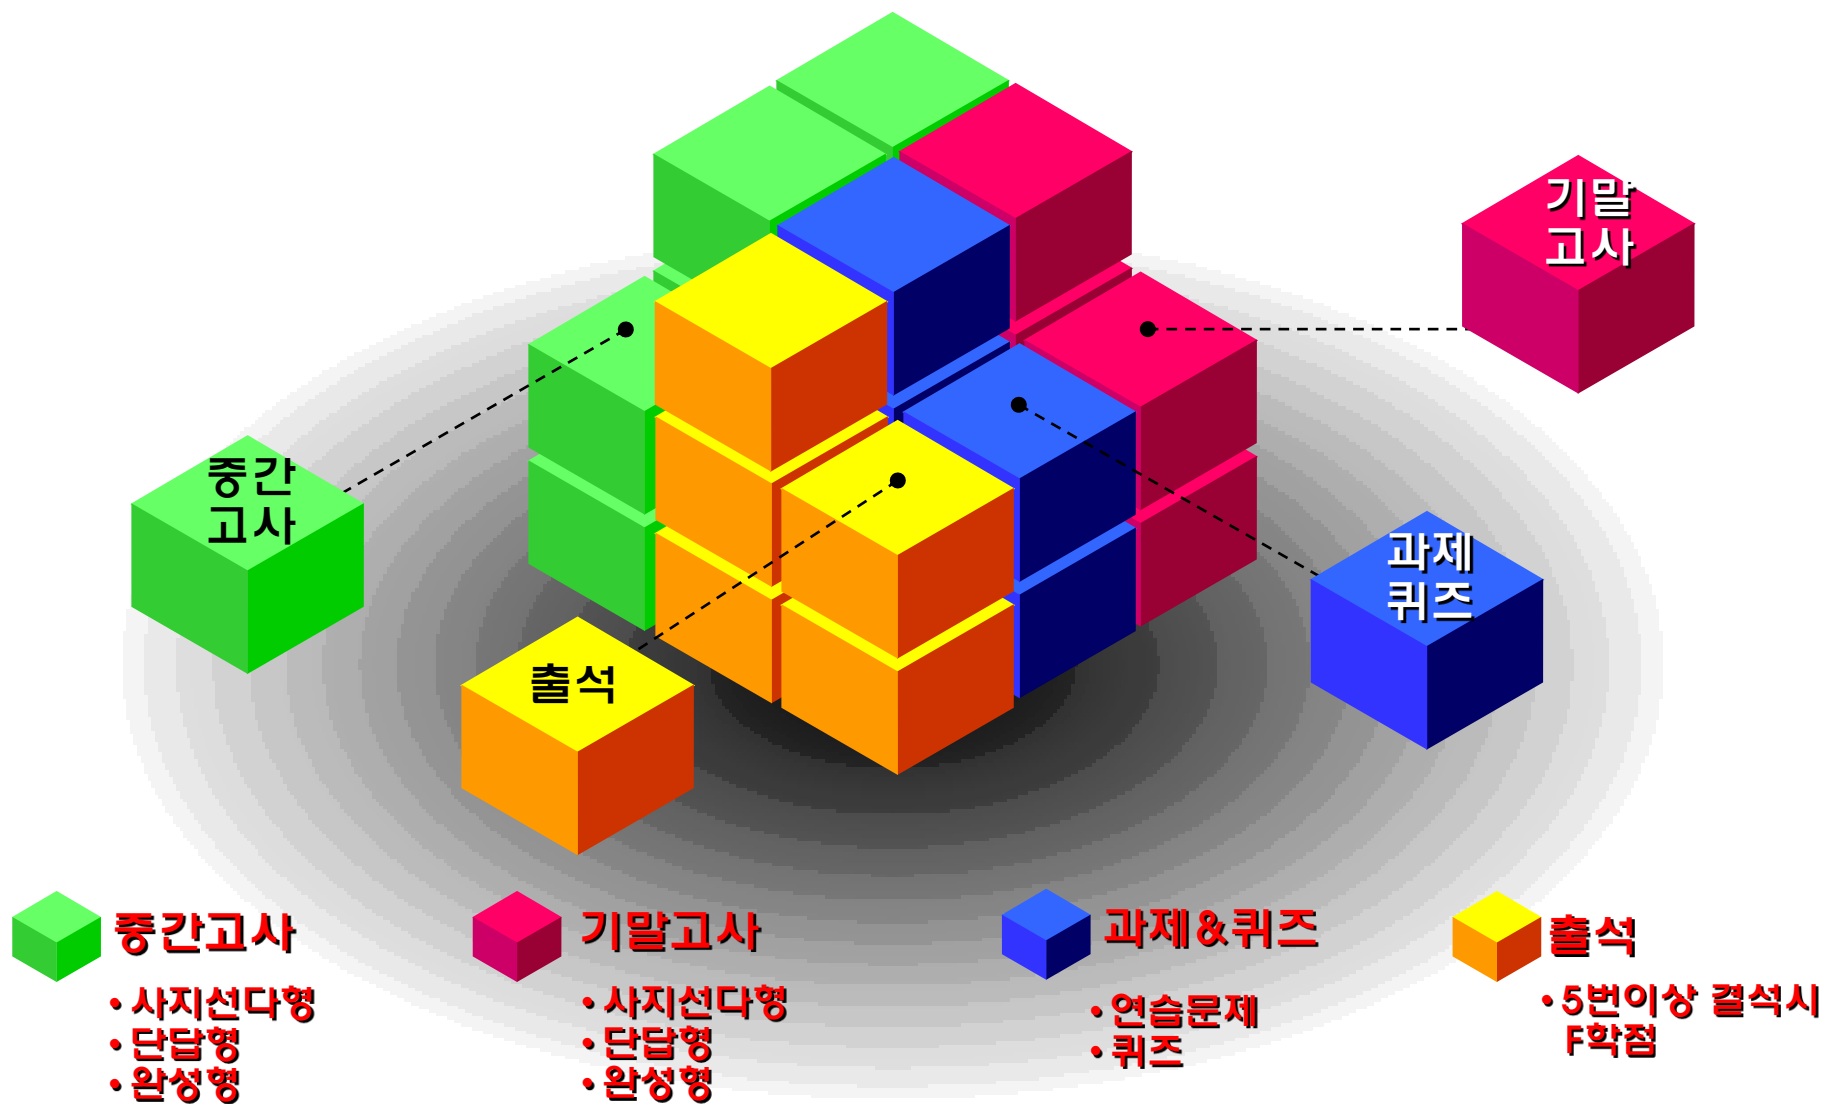 기말
고사
중간
고사
과제
퀴즈
출석
중간고사
• 사지선다형
• 단답형
• 완성형
기말고사
• 사지선다형
• 단답형
• 완성형
과제&퀴즈
• 연습문제
• 퀴즈
출석
• 5번이상 결석시
F학점